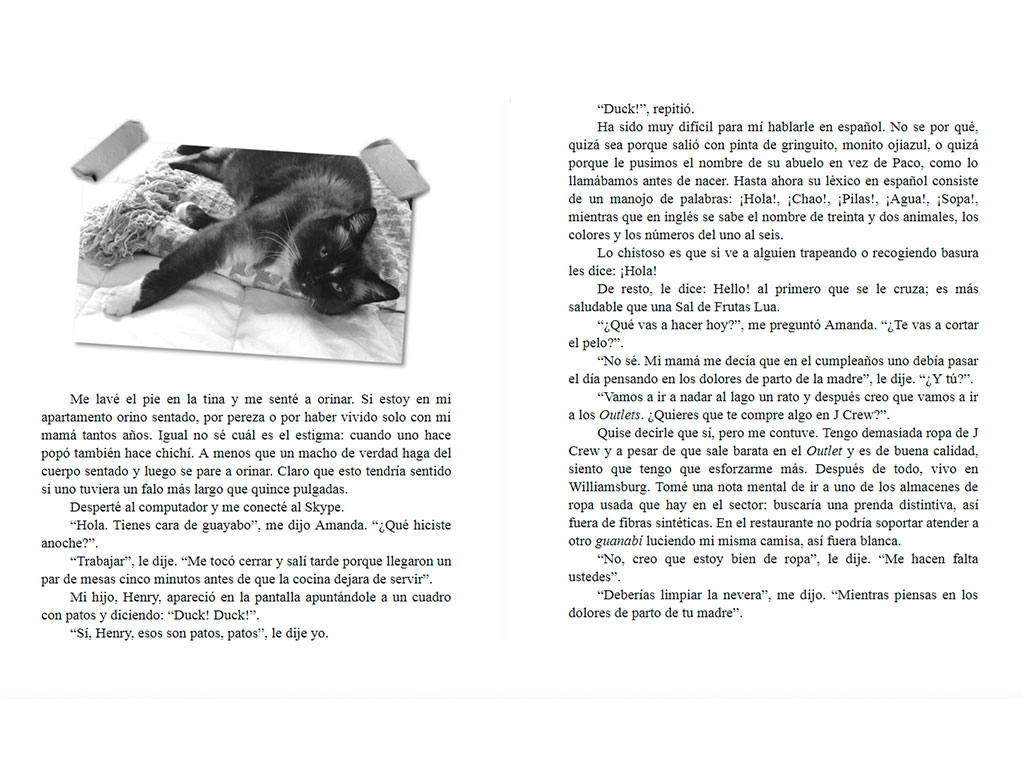 Me lavé el pie en la tina y me senté a orinar. Si estoy en mi
apartamento orino sentado, por pereza o por haber vivido solo con mi
mamá tantos años. Igual no sé cuál es el estigma: cuando uno hace
popó también hace chichí. A menos que un macho de verdad haga del
cuerpo sentado y luego se pare a orinar. Claro que esto tendría sentido
si uno tuviera un falo más largo que quince pulgadas.
Desperté al computador y me conecté al Skype.
“Hola. Tienes cara de guayabo”, me dijo Amanda. “¿Qué hiciste
anoche?”.
“Trabajar”, le dije. “Me tocó cerrar y salí tarde porque llegaron un
par de mesas cinco minutos antes de que la cocina dejara de servir”.
Mi hijo, Henry, apareció en la pantalla apuntándole a un cuadro
con patos y diciendo: “Duck! Duck!”.
“Sí, Henry, esos son patos, patos”, le dije yo.
“Duck!”, repitió.
Ha sido muy difícil para mí hablarle en español. No se por qué,
quizá sea porque salió con pinta de gringuito, monito ojiazul, o quizá
porque le pusimos el nombre de su abuelo en vez de Paco, como lo
llamábamos antes de nacer. Hasta ahora su léxico en español consiste
de un manojo de palabras: ¡Hola!, ¡Chao!, ¡Pilas!, ¡Agua!, ¡Sopa!,
mientras que en inglés se sabe el nombre de treinta y dos animales, los
colores y los números del uno al seis.
Lo chistoso es que si ve a alguien trapeando o recogiendo basura
les dice: ¡Hola!
De resto, le dice: Hello! al primero que se le cruza; es más
saludable que una Sal de Frutas Lua.
“¿Qué vas a hacer hoy?”, me preguntó Amanda. “¿Te vas a cortar
el pelo?”.
“No sé. Mi mamá me decía que en el cumpleaños uno debía pasar
el día pensando en los dolores de parto de la madre”, le dije. “¿Y tú?”.
“Vamos a ir a nadar al lago un rato y después creo que vamos a ir
a los Outlets. ¿Quieres que te compre algo en J Crew?”.
Quise decirle que sí, pero me contuve. Tengo demasiada ropa de J
Crew y a pesar de que sale barata en el Outlet y es de buena calidad,
siento que tengo que esforzarme más. Después de todo, vivo en
Williamsburg. Tomé una nota mental de ir a uno de los almacenes de
ropa usada que hay en el sector: buscaría una prenda distintiva, así
fuera de fibras sintéticas. En el restaurante no podría soportar atender a
otro guanabí luciendo mi misma camisa, así fuera blanca.
“No, creo que estoy bien de ropa”, le dije. “Me hacen falta
ustedes”.
“Deberías limpiar la nevera”, me dijo. “Mientras piensas en los
dolores de parto de tu madre”.